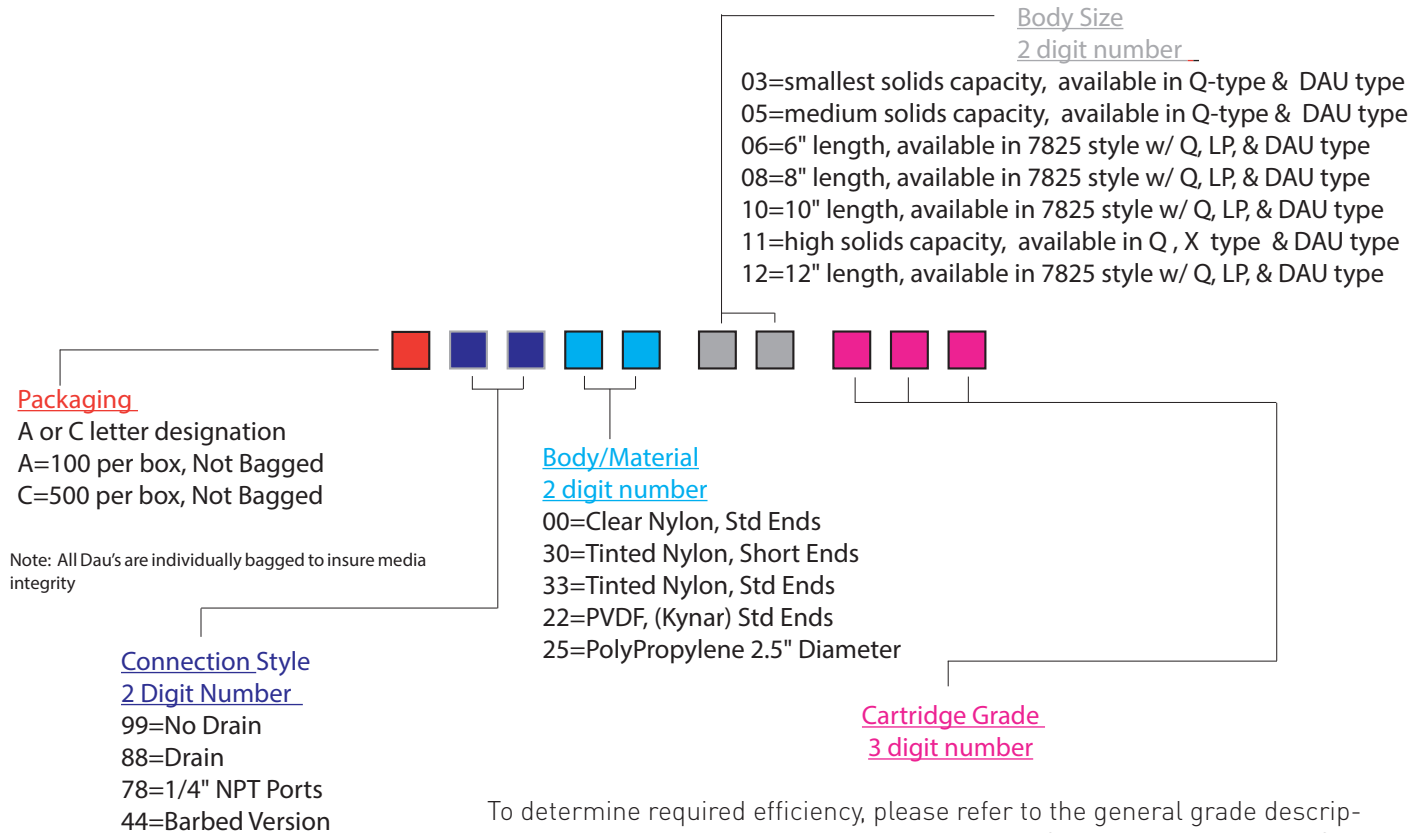 Body Size
2 digit number
03=smallest solids capacity, available in Q-type & DAU type
05=medium solids capacity, available in Q-type & DAU type
06=6" length, available in 7825 style w/ Q, LP, & DAU type
08=8" length, available in 7825 style w/ Q, LP, & DAU type
10=10" length, available in 7825 style w/ Q, LP, & DAU type
11=high solids capacity, available in Q , X type & DAU type
12=12" length, available in 7825 style w/ Q, LP, & DAU type
Packaging
A or C letter designation
A=100 per box, Not Bagged
C=500 per box, Not Bagged
Note: All Dau's are individually bagged to insure media
integrity
Body/Material
2 digit number
00=Clear Nylon, Std Ends
30=Tinted Nylon, Short Ends
33=Tinted Nylon, Std Ends
22=PVDF, (Kynar) Std Ends
25=PolyPropylene 2.5" Diameter
Connection Style
2 Digit Number
99=No Drain
88=Drain
78=1/4" NPT Ports
44=Barbed Version
Cartridge Grade
3 digit number
To determine required efficiency, please refer to the general grade descrip-